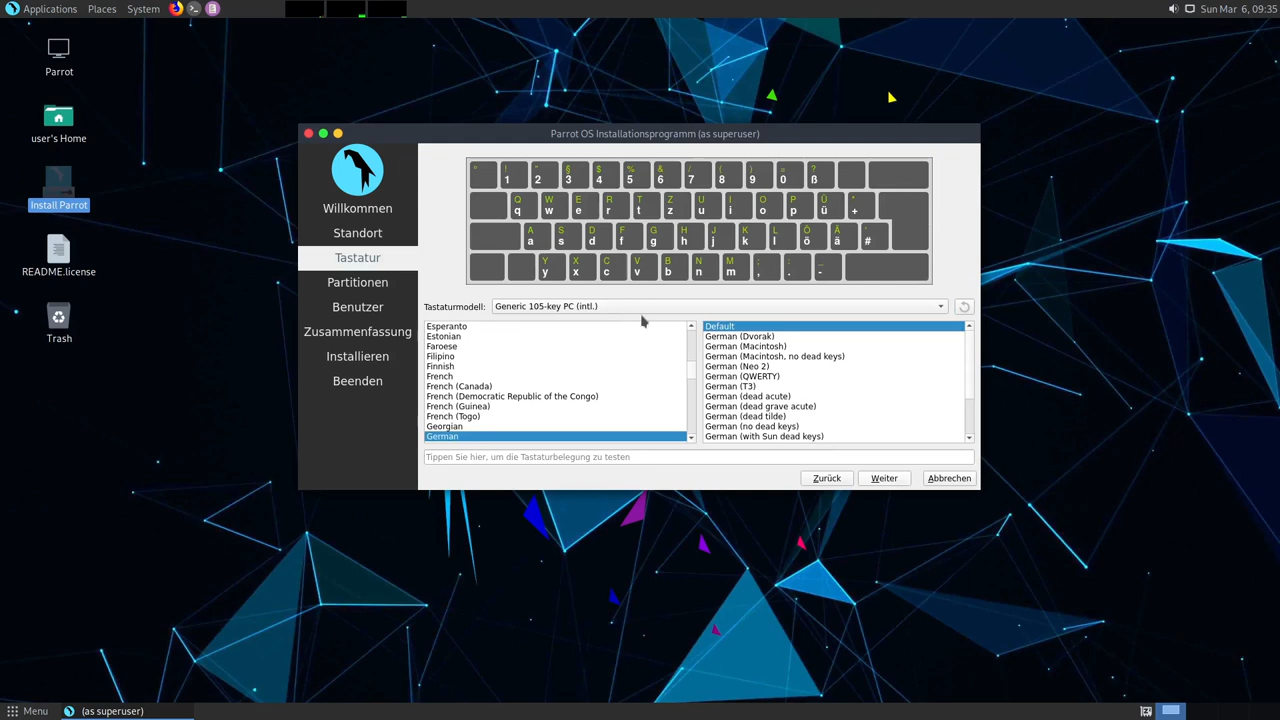 Applications Places System Sun Mar 6, 09:35
Parrot
user's Home
Install Parrot
README.license
Trash
Parrot OS Installationsprogramm (as superuser)
Willkommen
Standort
Tastatur
Partitionen
Benutzer
Zusammenfassung
Installieren
Beenden
° ! " § $ % & / ( ) = ?
1 2 3 4 5 6 7 8 9 0 ß
Q W E R T Z U I O P Ü *
q w e r t z u i o p ü +
A S D F G H J K L Ö Ä '
a s d f g h j k l ö ä #
Y X C V B N M ; : _
y x c v b n m , . -
Tastaturmodell: Generic 105-key PC (intl.)
Esperanto
Estonian
Faroese
Filipino
Finnish
French
French (Canada)
French (Democratic Republic of the Congo)
French (Guinea)
French (Togo)
Georgian
German
Default
German (Dvorak)
German (Macintosh)
German (Macintosh, no dead keys)
German (Neo 2)
German (QWERTY)
German (T3)
German (dead acute)
German (dead grave acute)
German (dead tilde)
German (no dead keys)
German (with Sun dead keys)
Tippen Sie hier, um die Tastaturbelegung zu testen
Zurück Weiter Abbrechen
Menu (as superuser)